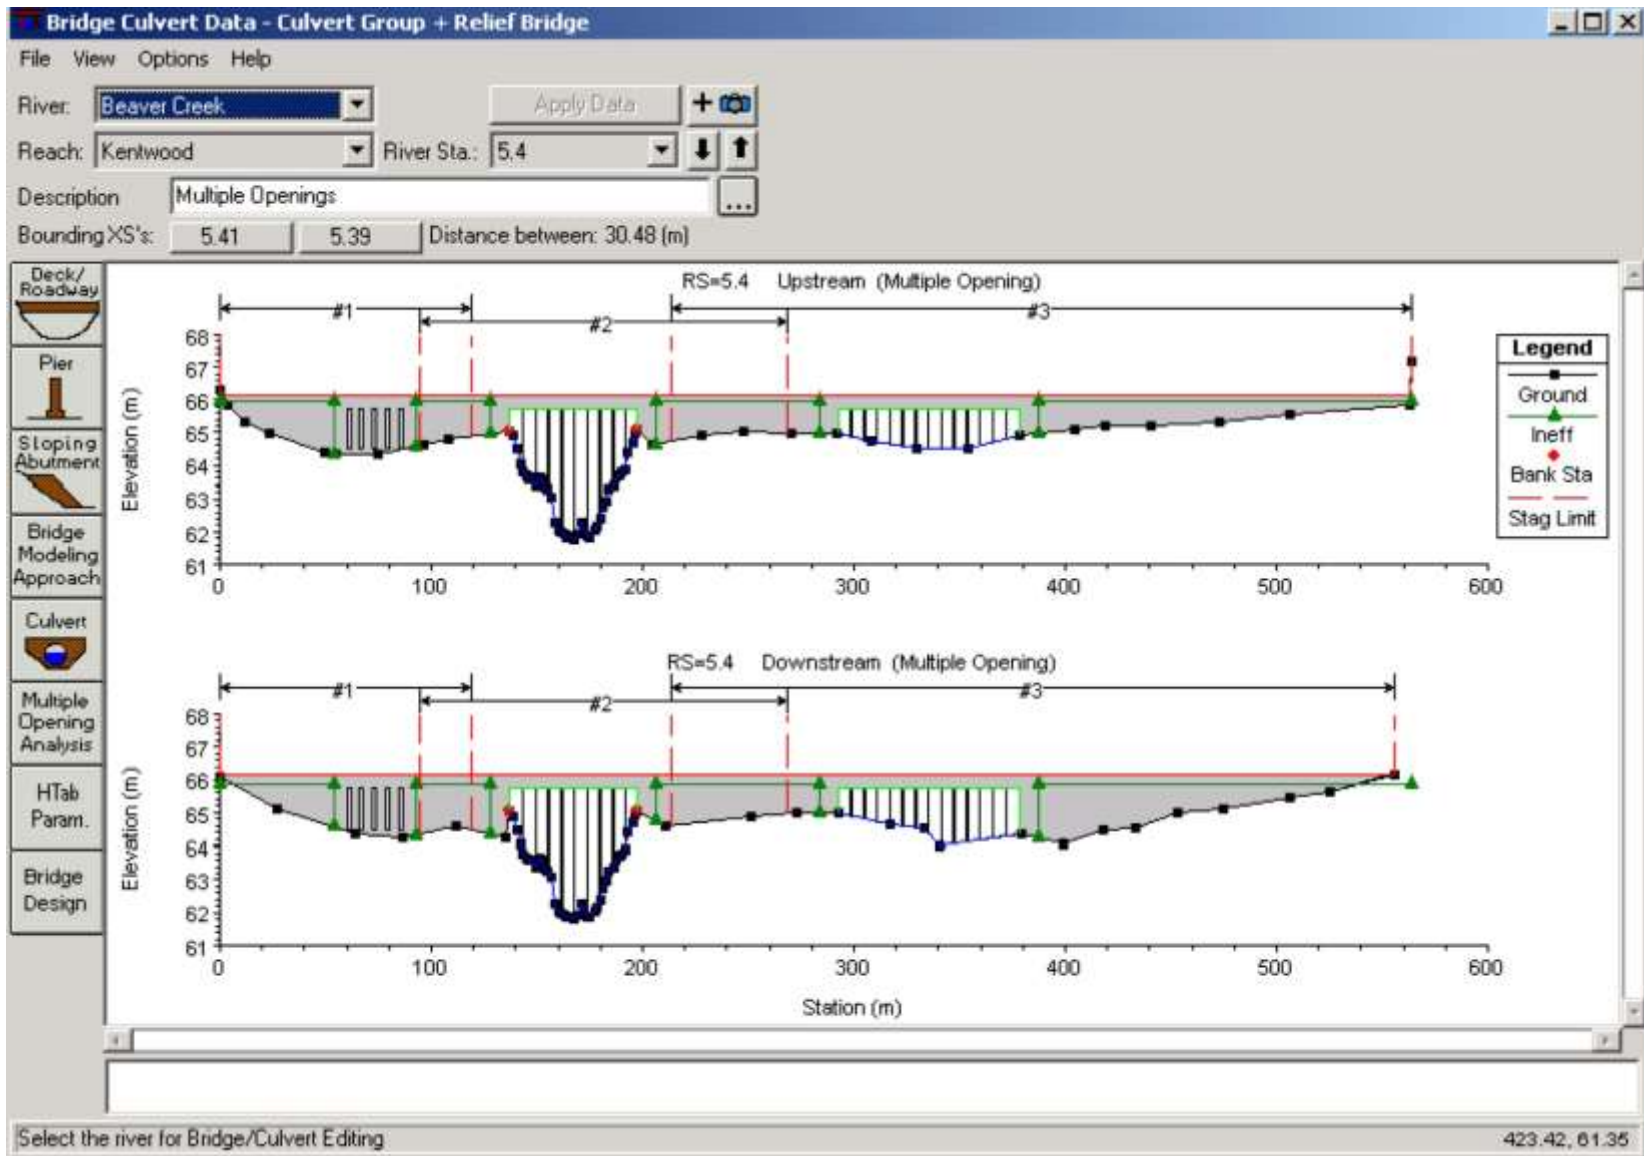 Bridge Culvert Data - Culvert Group + Relief Bridge
File View Options Help
River: Beaver Creek Apply Data +
Reach: Kentwood River Sta.: 5.4
Description Multiple Openings ...
Bounding XS's: 5.41 5.39 Distance between: 30.48 (m)
Deck/
Roadway
Pier
Sloping
Abutment
Bridge
Modeling
Approach
Culvert
Multiple
Opening
Analysis
HTab
Param.
Bridge
Design
RS=5.4 Upstream (Multiple Opening)
#1 #2 #3
68
67
66
65
64
63
62
61
Elevation (m)
0 100 200 300 400 500 600
Legend
Ground
Ineff
Bank Sta
Stag Limit
RS=5.4 Downstream (Multiple Opening)
#1 #2 #3
68
67
66
65
64
63
62
61
Elevation (m)
0 100 200 300 400 500 600
Station (m)
Select the river for Bridge/Culvert Editing 423.42, 61.35